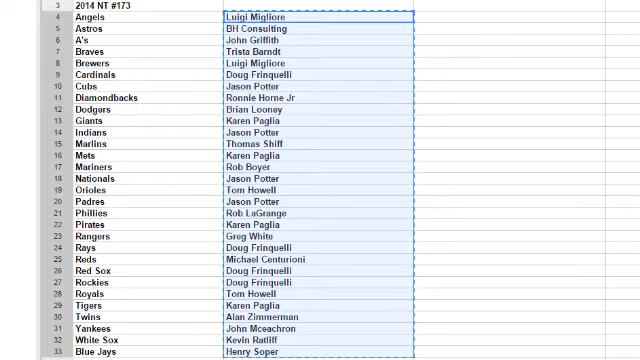 3 2014 NT #173
4 Angels Luigi Migliore
5 Astros BH Consulting
6 A's John Griffith
7 Braves Trista Barndt
8 Brewers Luigi Migliore
9 Cardinals Doug Frinquelli
10 Cubs Jason Potter
11 Diamondbacks Ronnie Horne Jr
12 Dodgers Brian Looney
13 Giants Karen Paglia
14 Indians Jason Potter
15 Marlins Thomas Shiff
16 Mets Karen Paglia
17 Mariners Rob Boyer
18 Nationals Jason Potter
19 Orioles Tom Howell
20 Padres Jason Potter
21 Phillies Rob LaGrange
22 Pirates Karen Paglia
23 Rangers Greg White
24 Rays Doug Frinquelli
25 Reds Michael Centurioni
26 Red Sox Doug Frinquelli
27 Rockies Doug Frinquelli
28 Royals Tom Howell
29 Tigers Karen Paglia
30 Twins Alan Zimmerman
31 Yankees John Mceachron
32 White Sox Kevin Ratliff
33 Blue Jays Henry Soper